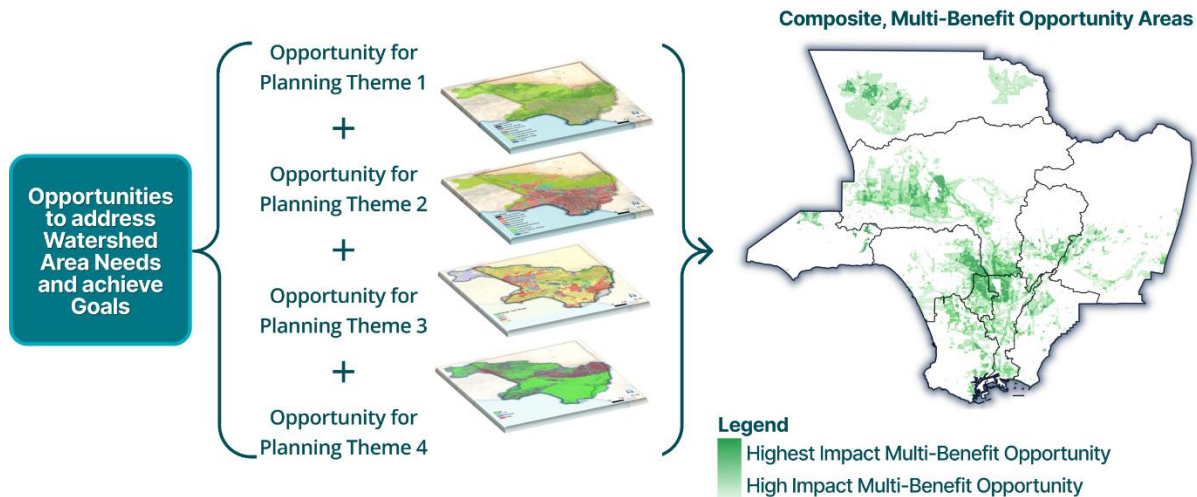 Composite, Multi-Benefit Opportunity Areas
Opportunities
to address
Watershed
Area Needs
and achieve
Goals
Opportunity for
Planning Theme 1
+
Opportunity for
Planning Theme 2
+
Opportunity for
Planning Theme 3
+
Opportunity for
Planning Theme 4
Legend
Highest Impact Multi-Benefit Opportunity
High Impact Multi-Benefit Opportunity